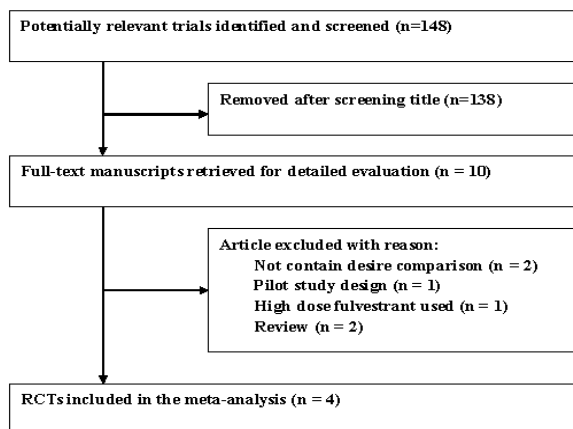 Potentially relevant trials identified and screened (n=148)
Removed after screening title (n=138)
Full-text manuscripts retrieved for detailed evaluation (n = 10)
Article excluded with reason:
Not contain desire comparison (n = 2)
Pilot study design (n = 1)
High dose fulvestrant used (n = 1)
Review (n = 2)
RCTs included in the meta-analysis (n = 4)